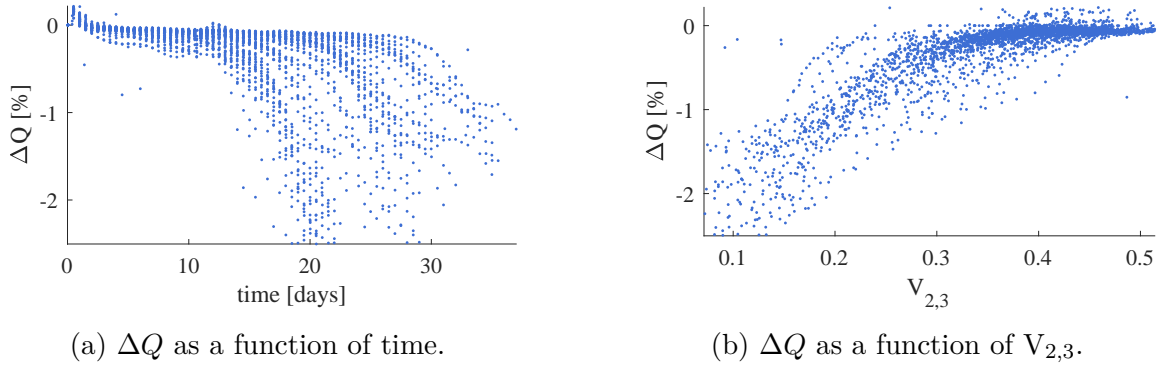 0
-1
-2
ΔQ [%]
0
10
20
30
time [days]
(a) ΔQ as a function of time.
0
-1
-2
ΔQ [%]
0.1
0.2
0.3
0.4
0.5
V2,3
(b) ΔQ as a function of V2,3.